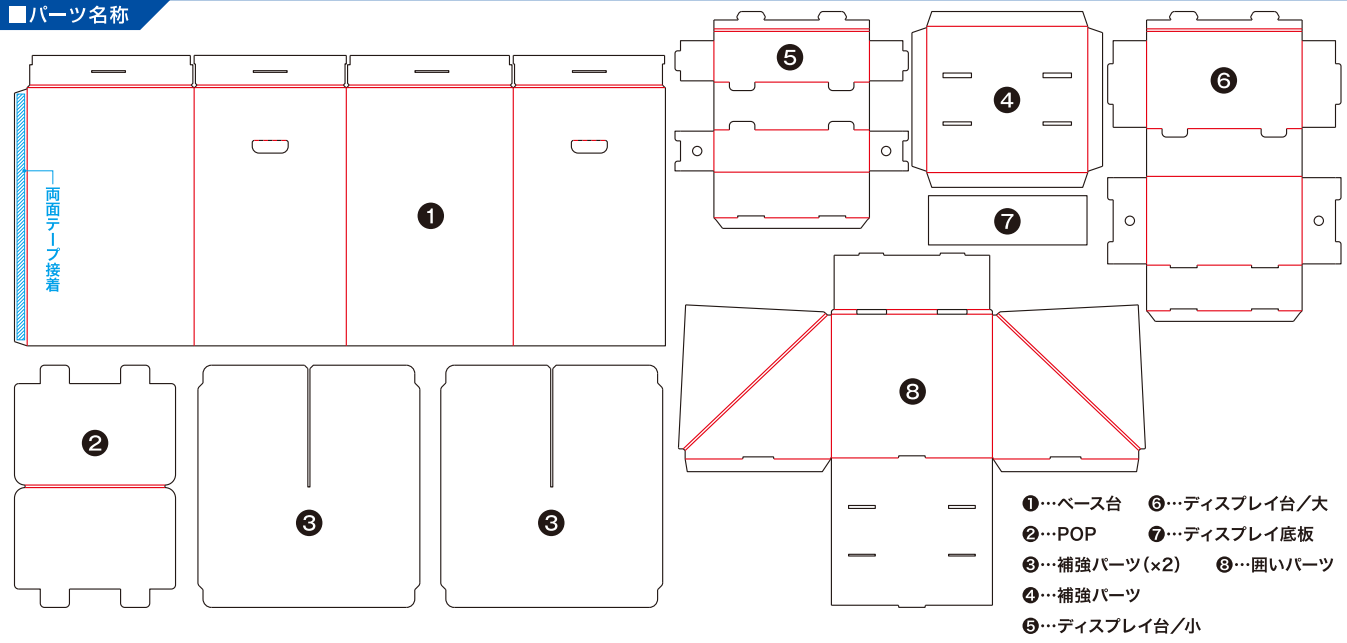 ■パーツ名称
両面テープ接着
❶
❷
❸
❸
❹
❺
❻
❼
❽
❶…ベース台 ❻…ディスプレイ台／大
❷…POP ❼…ディスプレイ底板
❸…補強パーツ（×2） ❽…囲いパーツ
❹…補強パーツ
❺…ディスプレイ台／小